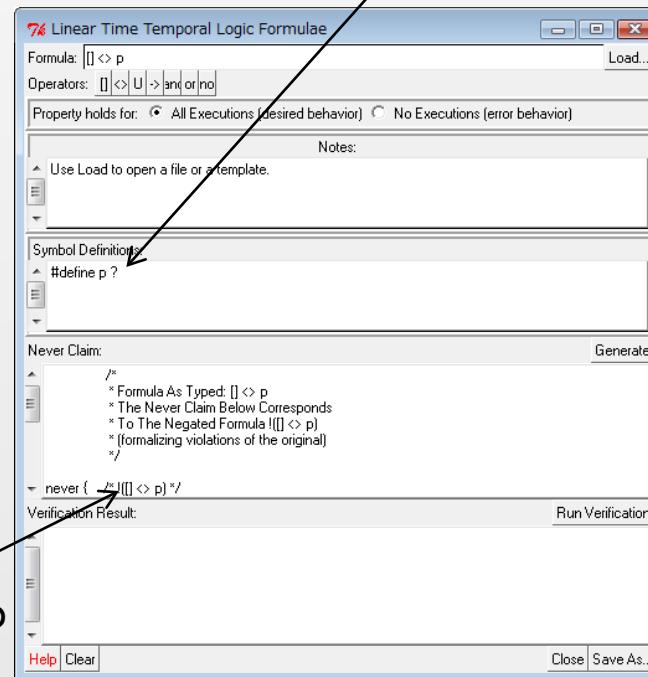 Linear Time Temporal Logic Formulae
Formula: [] <> p Load...
Operators: [] <> U -> and or no
Property holds for: All Executions (desired behavior) No Executions (error behavior)
Notes:
Use Load to open a file or a template.
Symbol Definitions:
#define p ?
Never Claim: Generate
/*
* Formula As Typed: [] <> p
* The Never Claim Below Corresponds
* To The Negated Formula !([] <> p)
* (formalizing violations of the original)
*/
never { /* !([] <> p) */
Verification Result: Run Verification
Help Clear Close Save As..